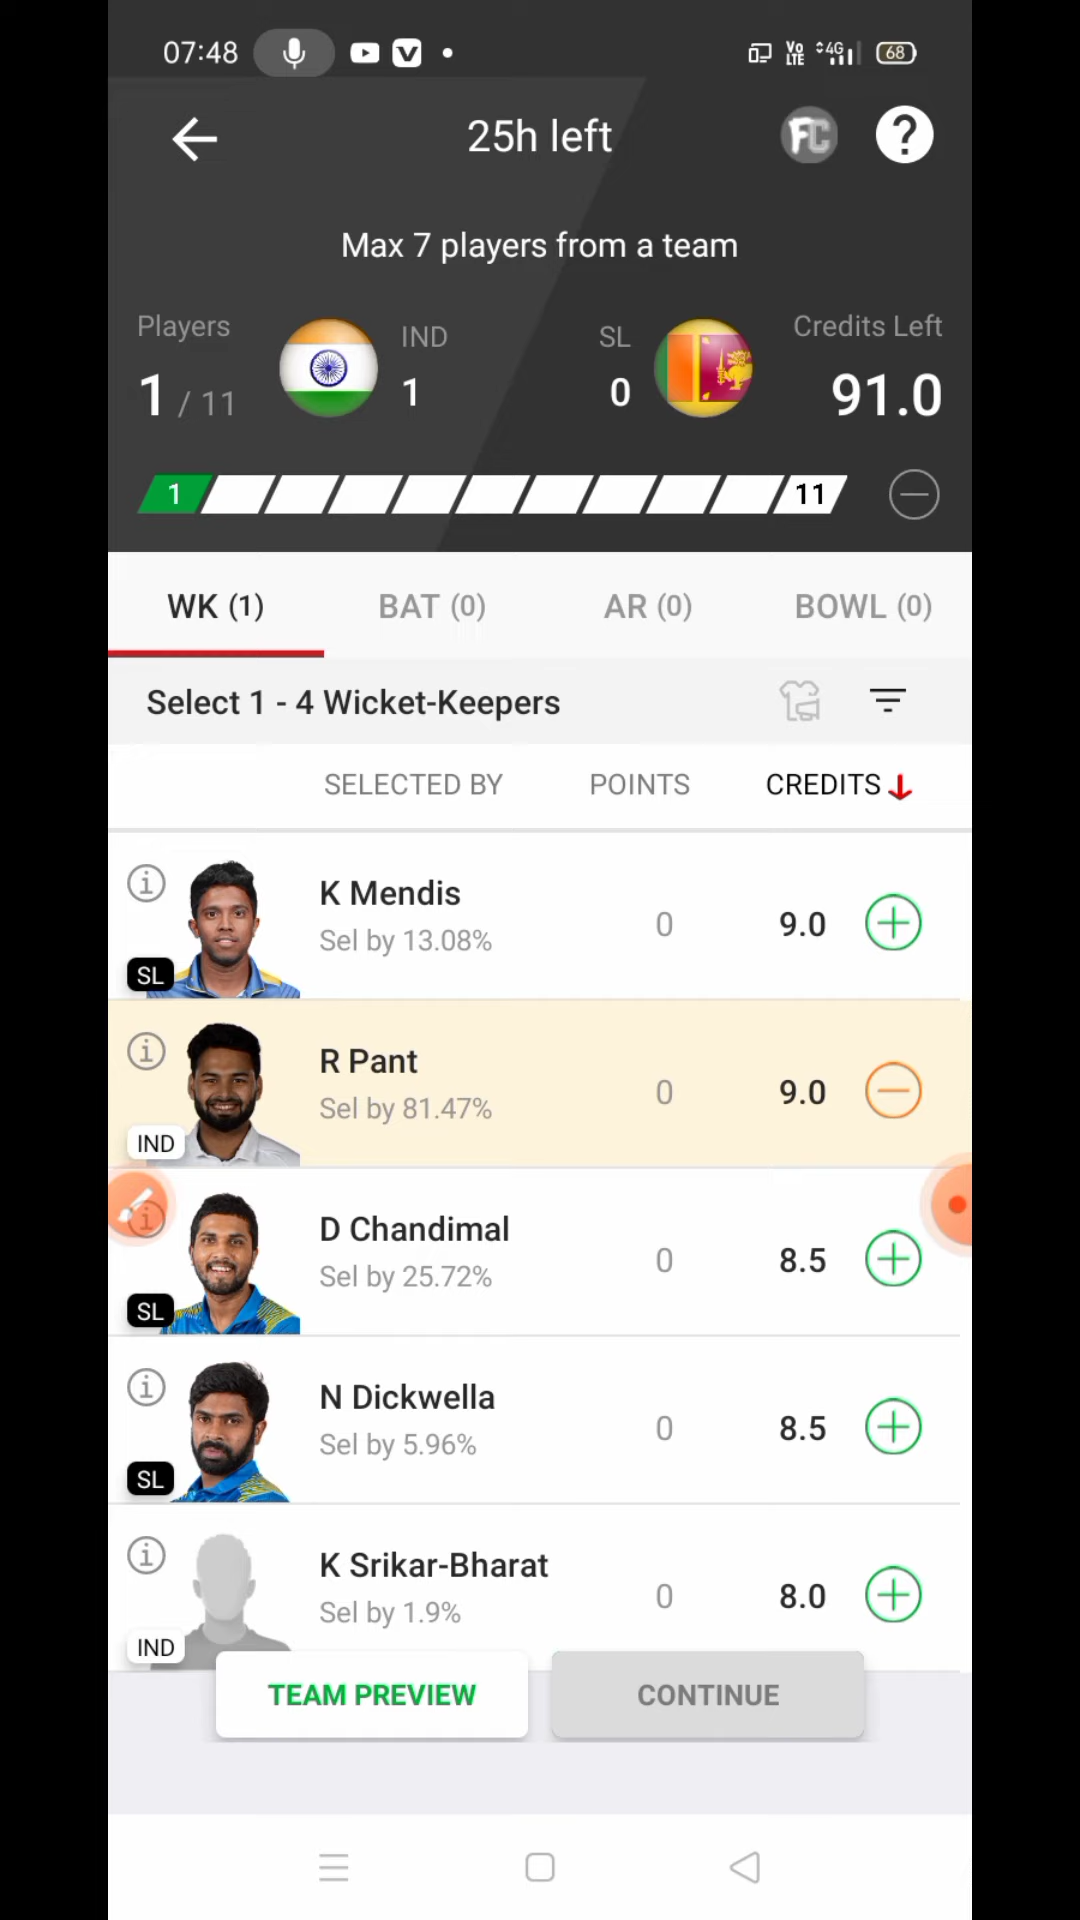 07:48 VoLTE 4G 68
25h left FC ?
Max 7 players from a team
Players IND SL Credits Left
1 / 11 1 0 91.0
1 11
WK (1) BAT (0) AR (0) BOWL (0)
Select 1 - 4 Wicket-Keepers
SELECTED BY POINTS CREDITS
K Mendis
Sel by 13.08% 0 9.0
SL
R Pant
Sel by 81.47% 0 9.0
IND
D Chandimal
Sel by 25.72% 0 8.5
SL
N Dickwella
Sel by 5.96% 0 8.5
SL
K Srikar-Bharat
Sel by 1.9% 0 8.0
IND
TEAM PREVIEW CONTINUE